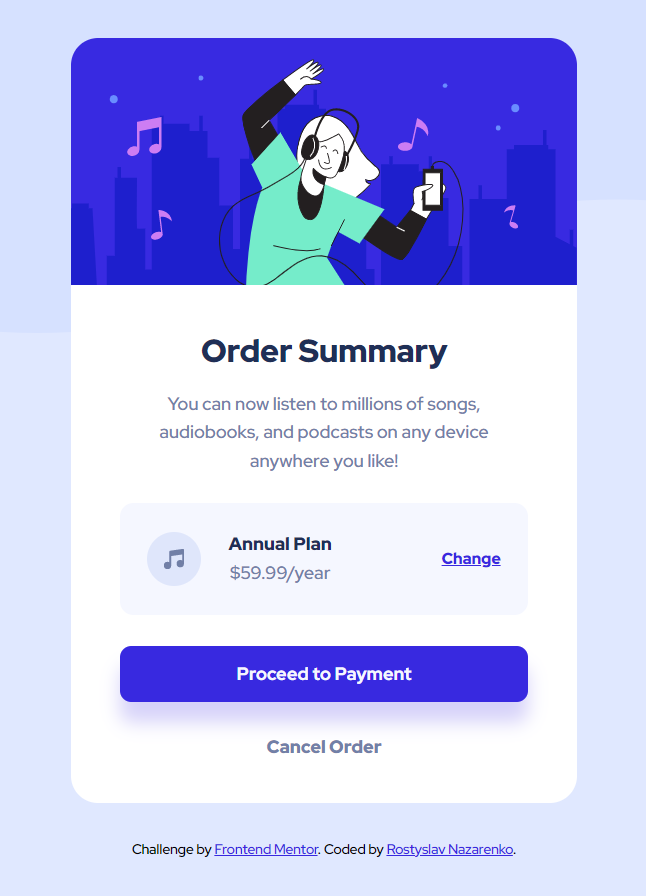 Order Summary
You can now listen to millions of songs,
audiobooks, and podcasts on any device
anywhere you like!
Annual Plan
$59.99/year
Change
Proceed to Payment
Cancel Order
Challenge by Frontend Mentor. Coded by Rostyslav Nazarenko.